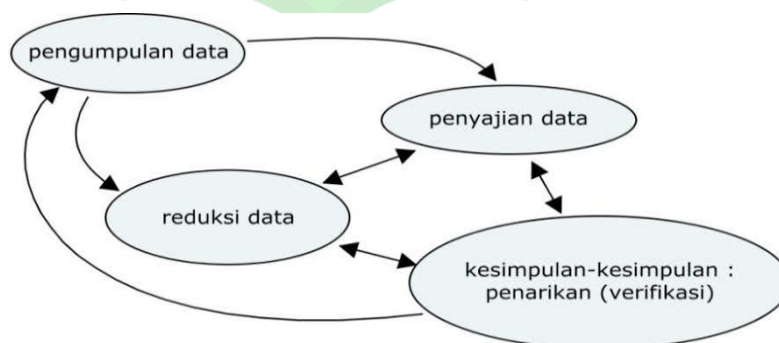 pengumpulan data
penyajian data
reduksi data
kesimpulan-kesimpulan :
penarikan (verifikasi)